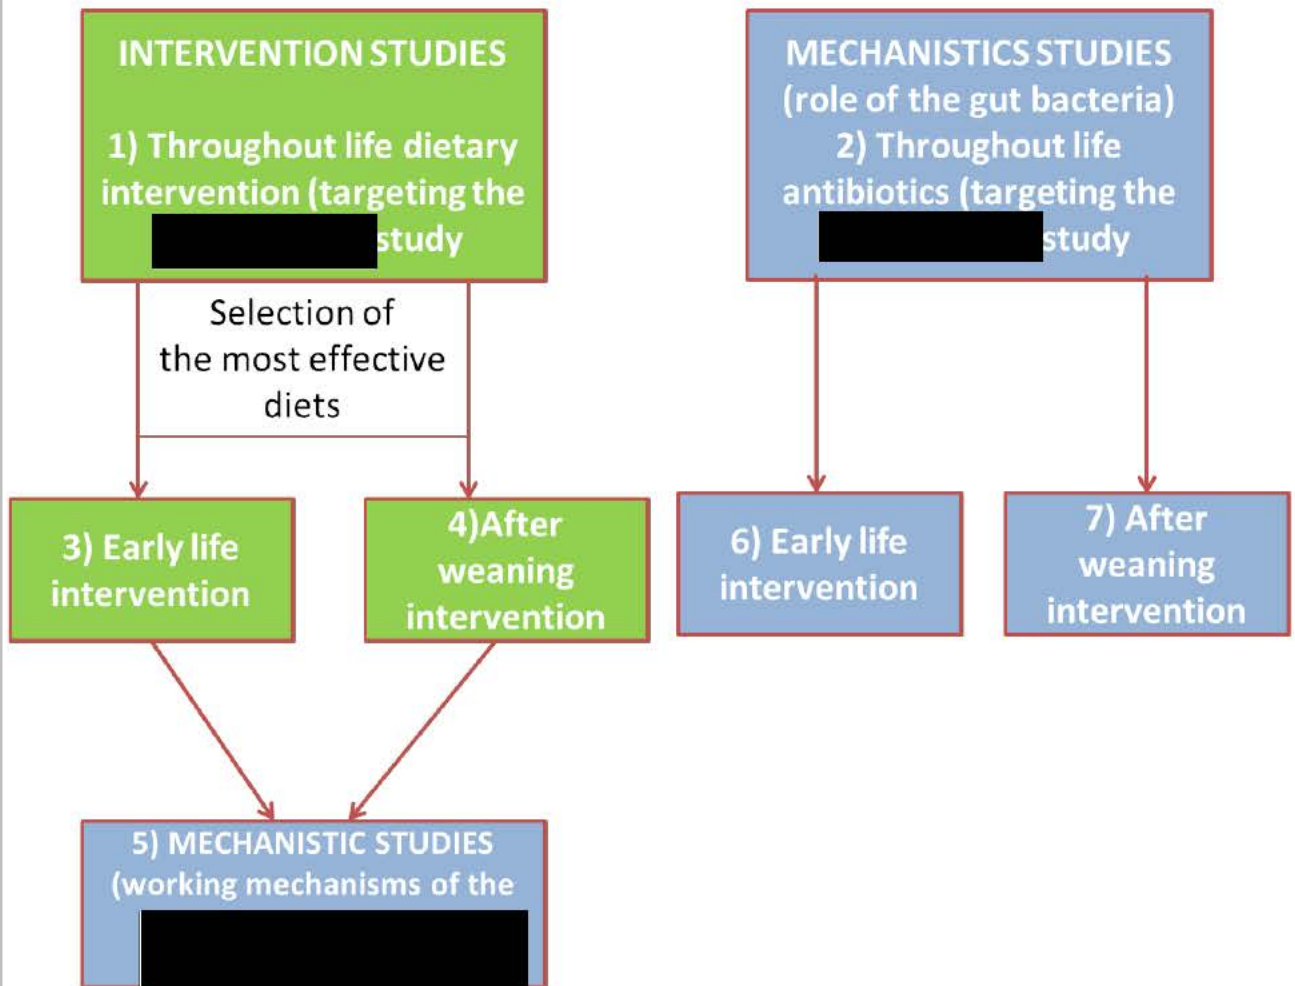 INTERVENTION STUDIES
1) Throughout life dietary
intervention (targeting the
study
MECHANISTICS STUDIES
(role of the gut bacteria)
2) Throughout life
antibiotics (targeting the
study
Selection of
the most effective
diets
3) Early life
intervention
4)After
weaning
intervention
6) Early life
intervention
7) After
weaning
intervention
5) MECHANISTIC STUDIES
(working mechanisms of the